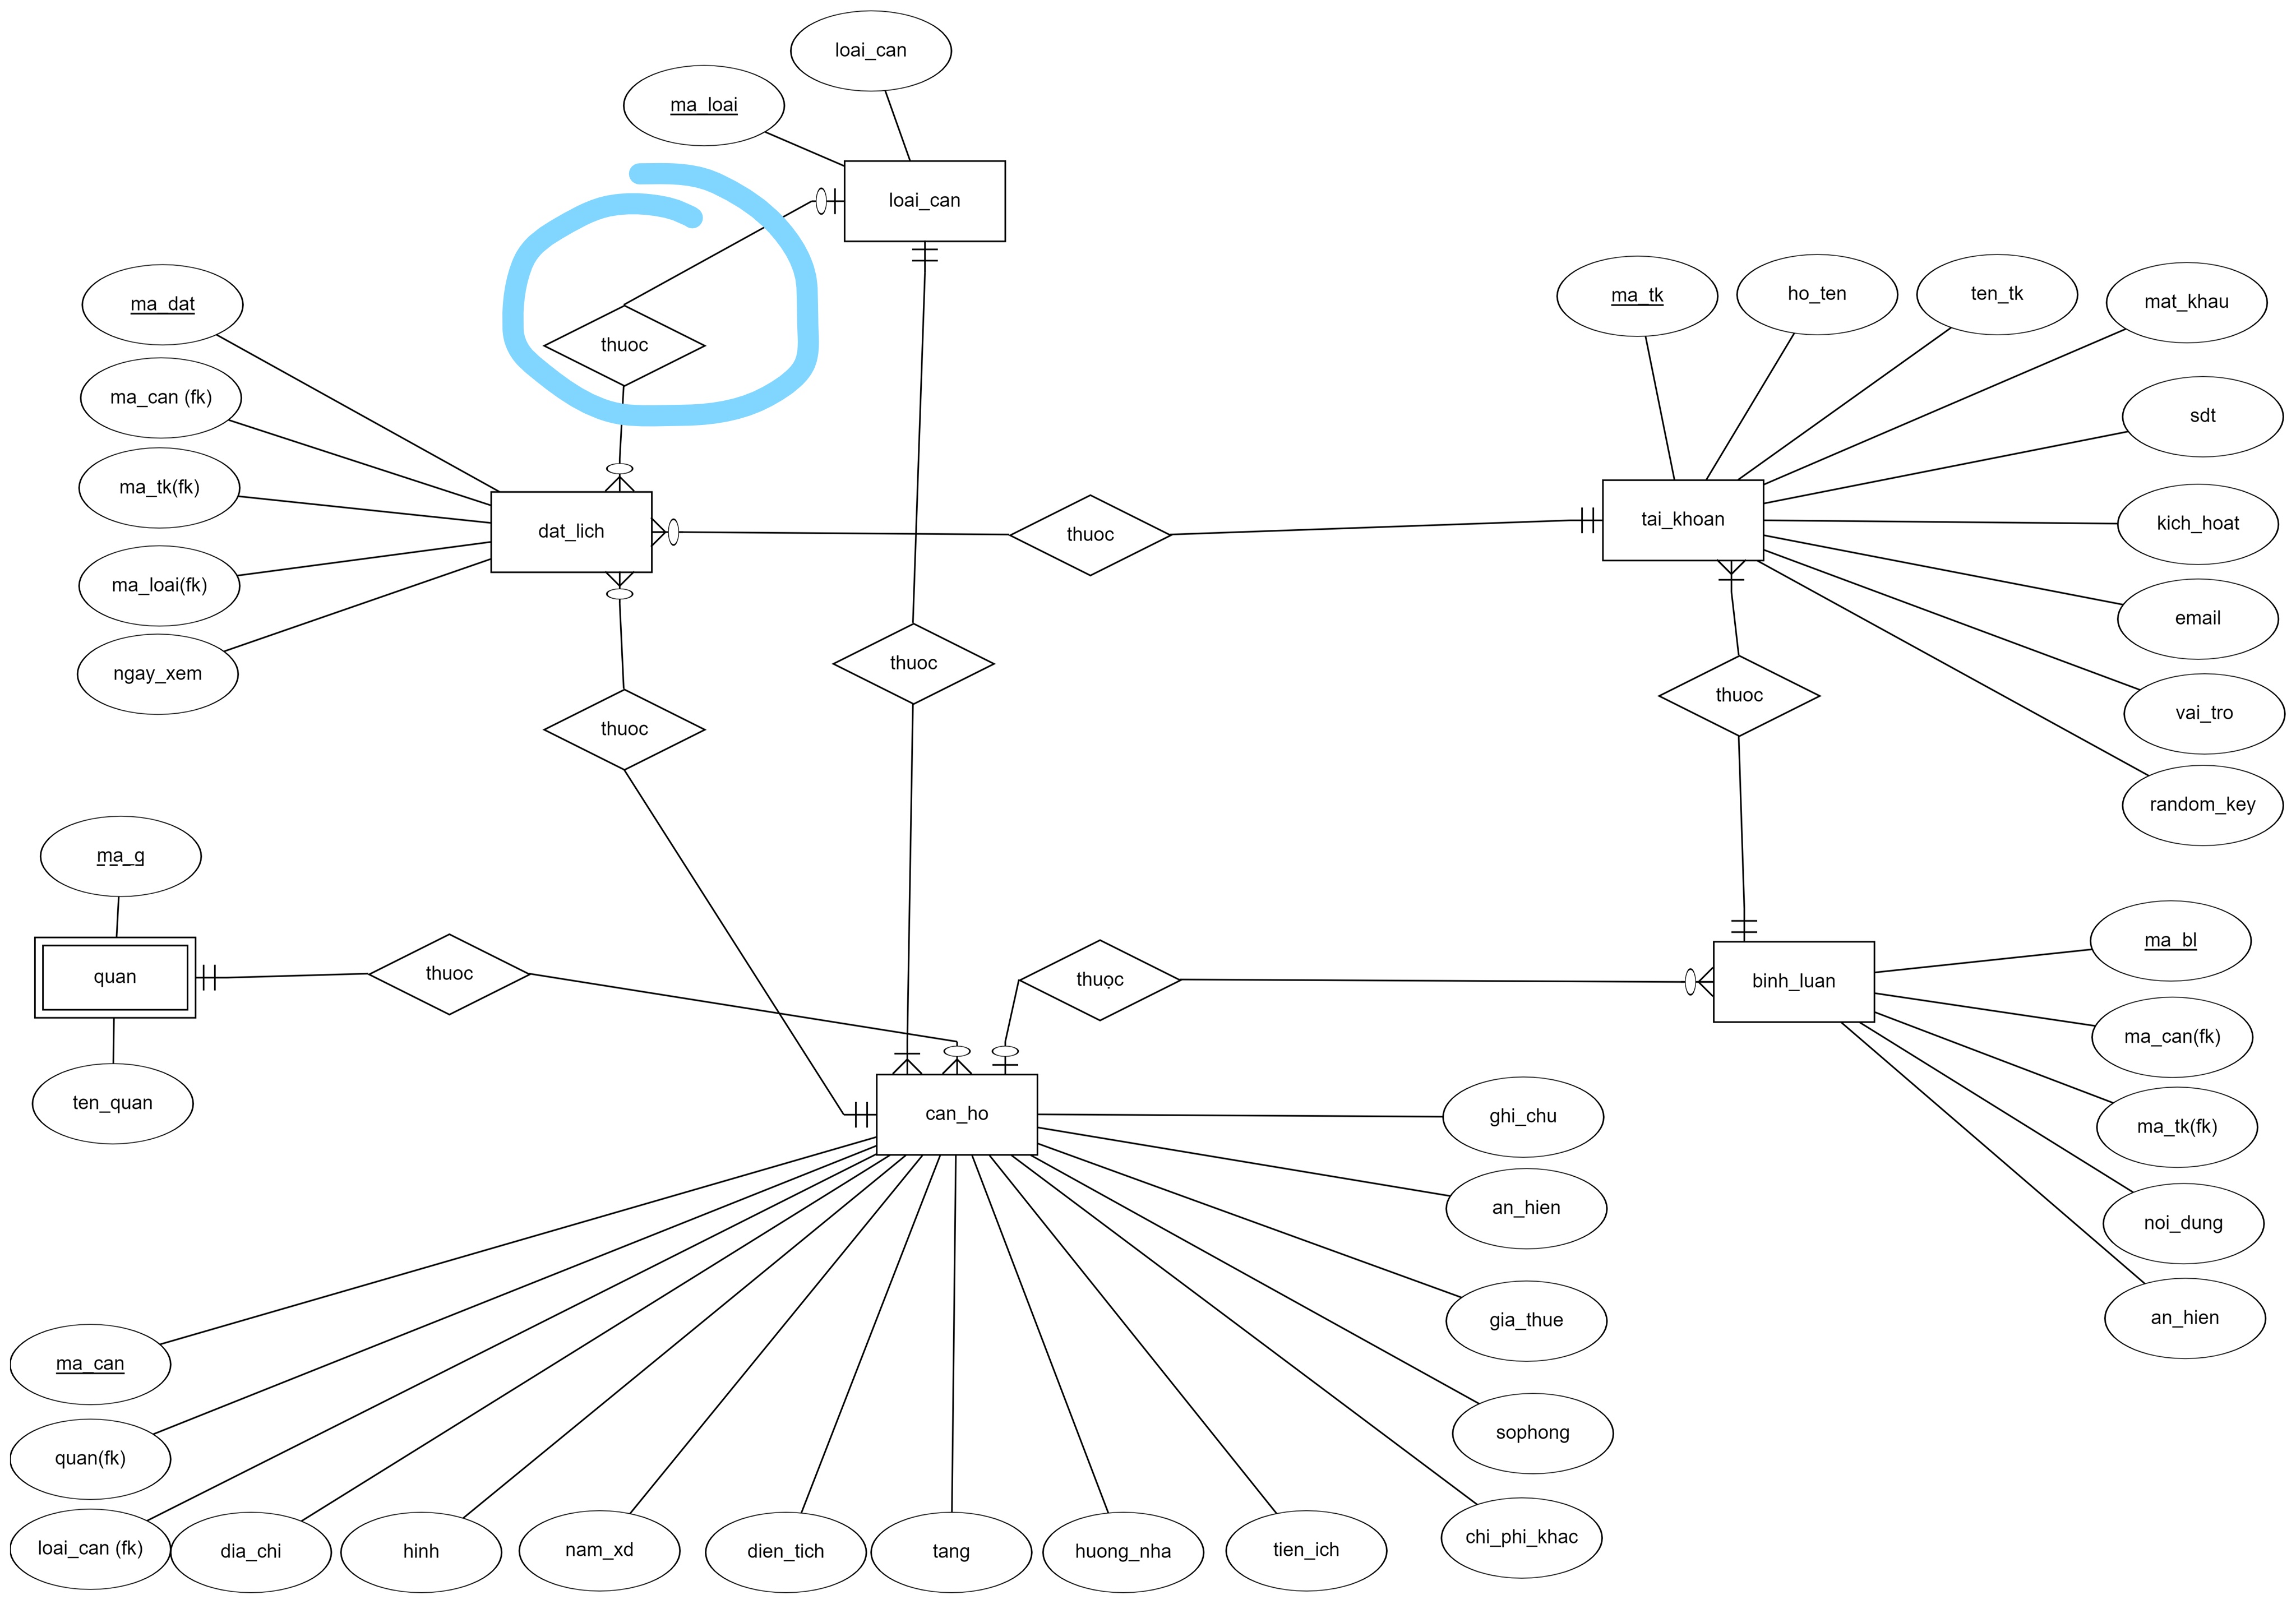 loai_can
ma_loai
loai_can
thuoc
ma_dat
ma_can (fk)
ma_tk(fk)
ma_loai(fk)
ngay_xem
dat_lich
thuoc
thuoc
thuoc
ma_tk
ho_ten
ten_tk
mat_khau
sdt
kich_hoat
email
vai_tro
random_key
tai_khoan
thuoc
ma_q
quan
ten_quan
thuoc
thuọc
binh_luan
ma_bl
ma_can(fk)
ma_tk(fk)
noi_dung
an_hien
can_ho
ghi_chu
an_hien
gia_thue
sophong
chi_phi_khac
ma_can
quan(fk)
loai_can (fk)
dia_chi
hinh
nam_xd
dien_tich
tang
huong_nha
tien_ich